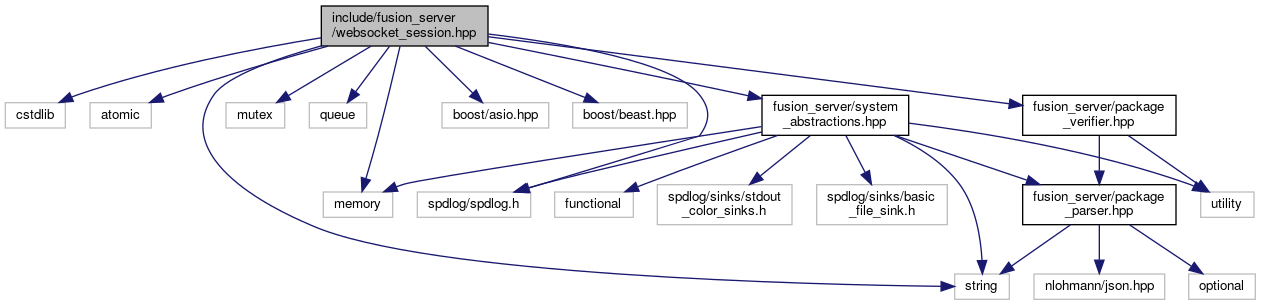 include/fusion_server
/websocket_session.hpp
cstdlib
atomic
mutex
queue
boost/asio.hpp
boost/beast.hpp
fusion_server/system
_abstractions.hpp
fusion_server/package
_verifier.hpp
memory
spdlog/spdlog.h
functional
spdlog/sinks/stdout
_color_sinks.h
spdlog/sinks/basic
_file_sink.h
fusion_server/package
_parser.hpp
utility
string
nlohmann/json.hpp
optional